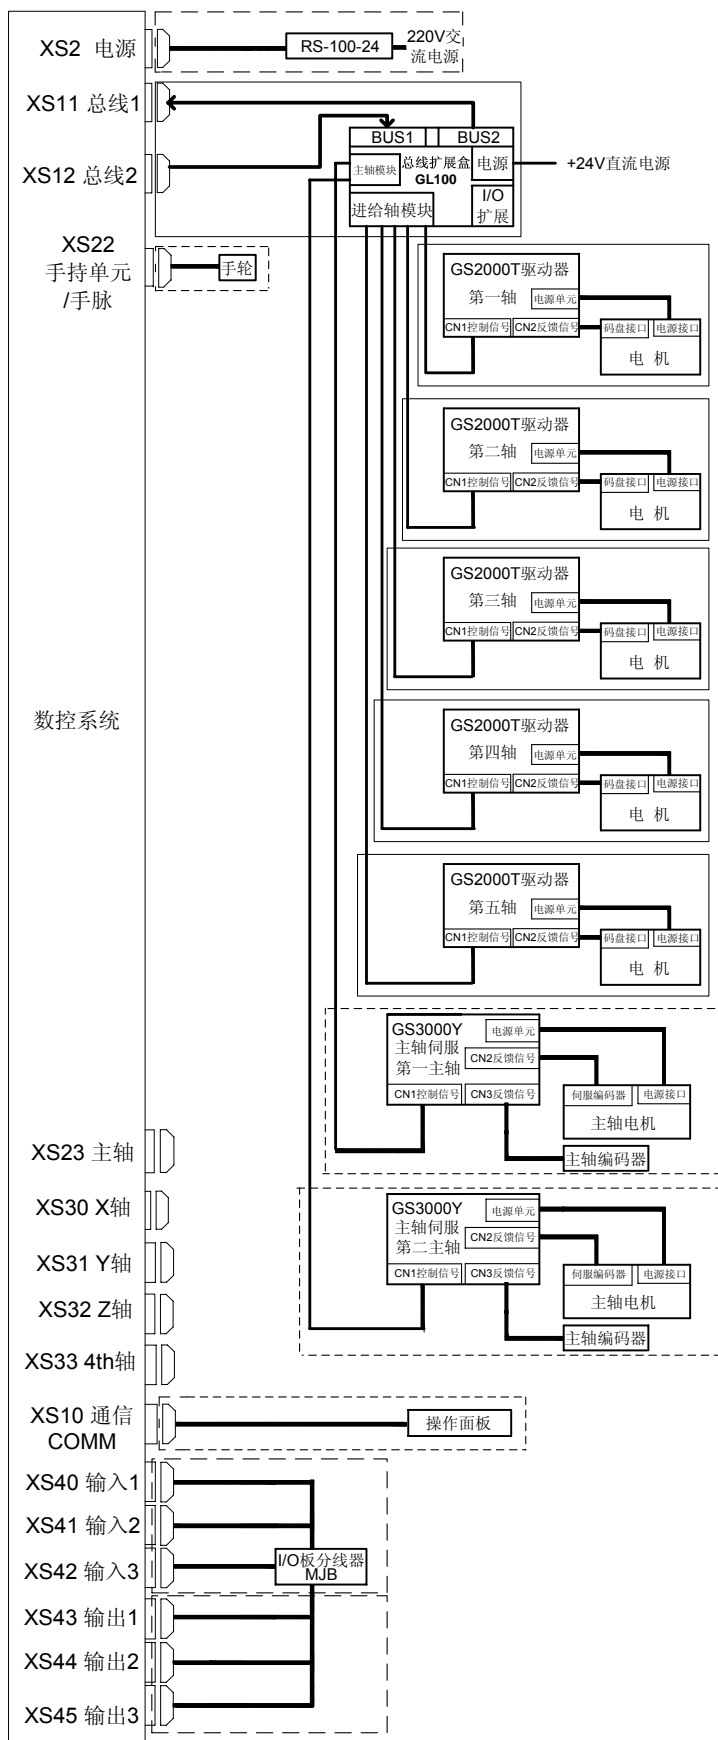 XS2 电源
RS-100-24
220V交
流电源
XS11 总线1
BUS1
BUS2
主轴模块
总线扩展盒
GL100
电源
+24V直流电源
XS12 总线2
进给轴模块
I/O
扩展
XS22
手持单元
/手脉
手轮
GS2000T驱动器
第一轴
电源单元
CN1控制信号
CN2反馈信号
码盘接口
电源接口
电 机
GS2000T驱动器
第二轴
电源单元
CN1控制信号
CN2反馈信号
码盘接口
电源接口
电 机
GS2000T驱动器
第三轴
电源单元
CN1控制信号
CN2反馈信号
码盘接口
电源接口
电 机
数控系统
GS2000T驱动器
第四轴
电源单元
CN1控制信号
CN2反馈信号
码盘接口
电源接口
电 机
GS2000T驱动器
第五轴
电源单元
CN1控制信号
CN2反馈信号
码盘接口
电源接口
电 机
GS3000Y
主轴伺服
第一主轴
电源单元
CN2反馈信号
CN1控制信号
CN3反馈信号
伺服编码器
电源接口
主轴电机
主轴编码器
XS23 主轴
XS30 X轴
GS3000Y
主轴伺服
第二主轴
电源单元
CN2反馈信号
CN1控制信号
CN3反馈信号
伺服编码器
电源接口
主轴电机
主轴编码器
XS31 Y轴
XS32 Z轴
XS33 4th轴
XS10 通信
COMM
操作面板
XS40 输入1
XS41 输入2
XS42 输入3
I/O板分线器
MJB
XS43 输出1
XS44 输出2
XS45 输出3